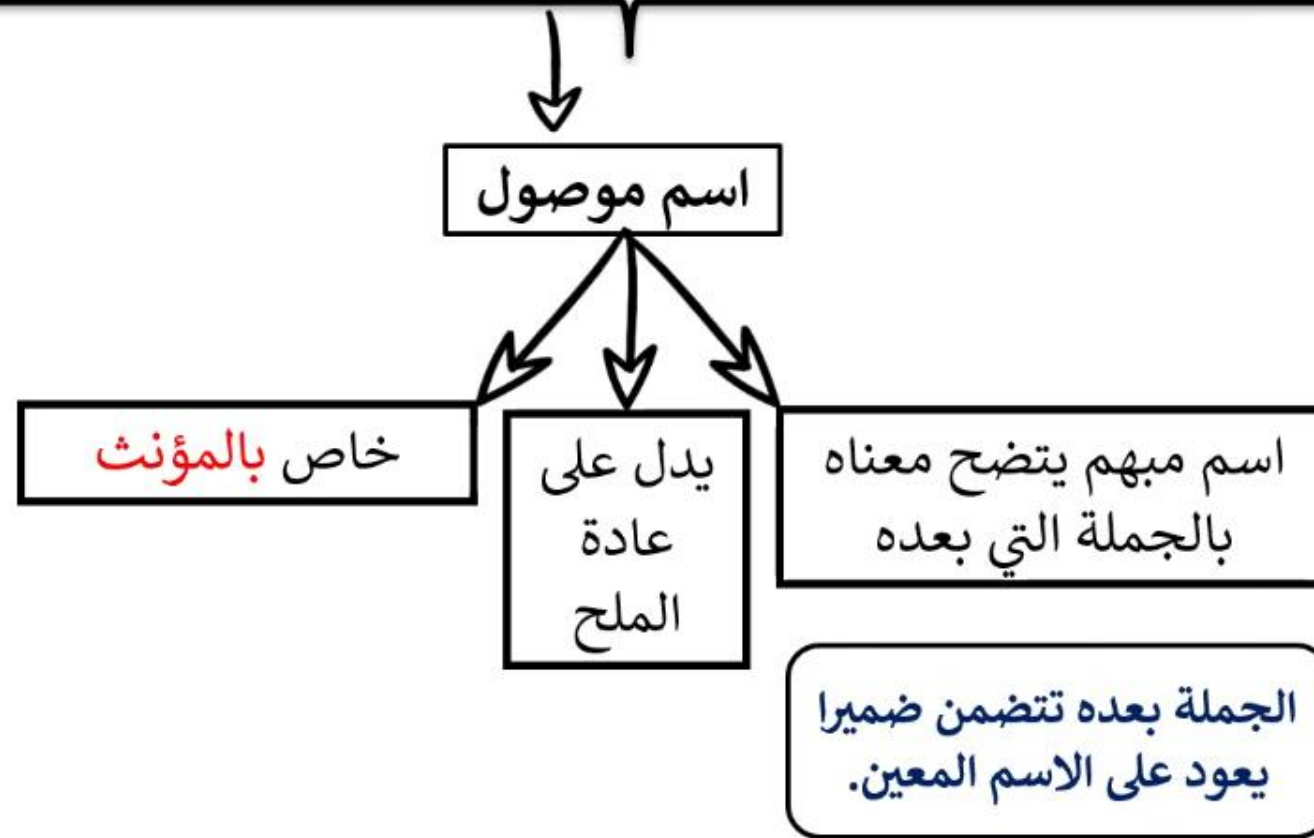 اسم موصول
اسم مبهم يتضح معناه
بالجملة التي بعده
يدل على
عادة
الملح
خاص بالمؤنث
الجملة بعده تتضمن ضميرا
يعود على الاسم المعين.